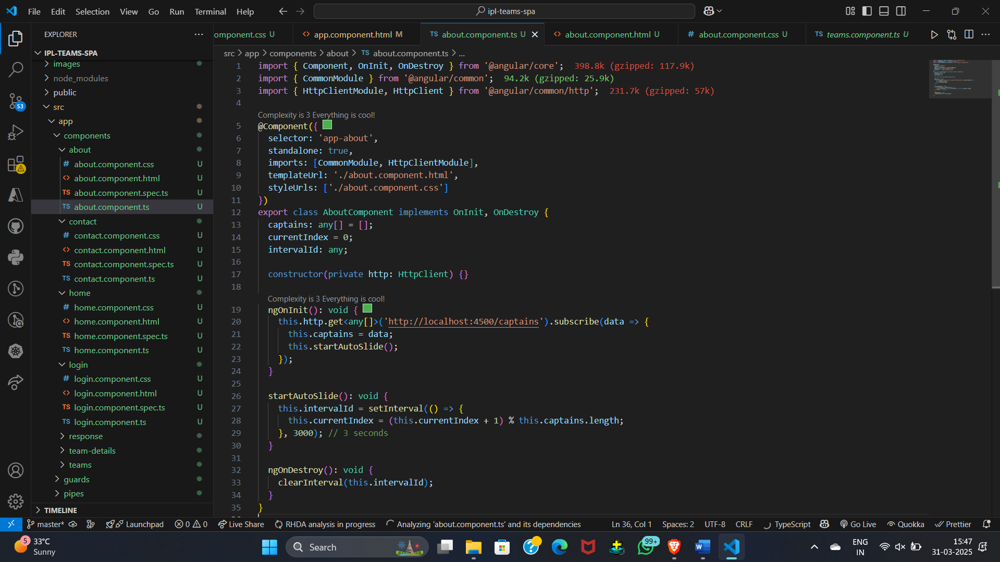 File Edit Selection View Go Run Terminal Help
ipl-teams-spa
EXPLORER
omponent.css U
app.component.html M
TS about.component.ts U
about.component.html U
# about.component.css U
TS teams.component.ts U
IPL-TEAMS-SPA
images
node_modules
public
src
app
components
about
# about.component.css U
about.component.html U
TS about.component.spec.ts U
TS about.component.ts U
contact
# contact.component.css U
contact.component.html U
TS contact.component.spec.ts U
TS contact.component.ts U
home
# home.component.css U
home.component.html U
TS home.component.spec.ts U
TS home.component.ts U
login
# login.component.css U
login.component.html U
TS login.component.spec.ts U
TS login.component.ts U
response
team-details
teams
guards
pipes
TIMELINE
53
src > app > components > about > TS about.component.ts > ...
1 import { Component, OnInit, OnDestroy } from '@angular/core'; 398.8k (gzipped: 117.9k)
2 import { CommonModule } from '@angular/common'; 94.2k (gzipped: 25.9k)
3 import { HttpClientModule, HttpClient } from '@angular/common/http'; 231.7k (gzipped: 57k)
4
Complexity is 3 Everything is cool!
5 @Component({
6 selector: 'app-about',
7 standalone: true,
8 imports: [CommonModule, HttpClientModule],
9 templateUrl: './about.component.html',
10 styleUrls: ['./about.component.css']
11 })
12 export class AboutComponent implements OnInit, OnDestroy {
13 captains: any[] = [];
14 currentIndex = 0;
15 intervalId: any;
16
17 constructor(private http: HttpClient) {}
18
Complexity is 3 Everything is cool!
19 ngOnInit(): void {
20 this.http.get<any[]>('http://localhost:4500/captains').subscribe(data => {
21 this.captains = data;
22 this.startAutoSlide();
23 });
24 }
25
26 startAutoSlide(): void {
27 this.intervalId = setInterval(() => {
28 this.currentIndex = (this.currentIndex + 1) % this.captains.length;
29 }, 3000); // 3 seconds
30 }
31
32 ngOnDestroy(): void {
33 clearInterval(this.intervalId);
34 }
35 }
master* Launchpad 0 0 Live Share RHDA analysis in progress Analyzing 'about.component.ts' and its dependencies Ln 36, Col 1 Spaces: 2 UTF-8 CRLF TypeScript Go Live Quokka Prettier
5
33°C
Sunny
Search
99+
ENG
IN
15:47
31-03-2025